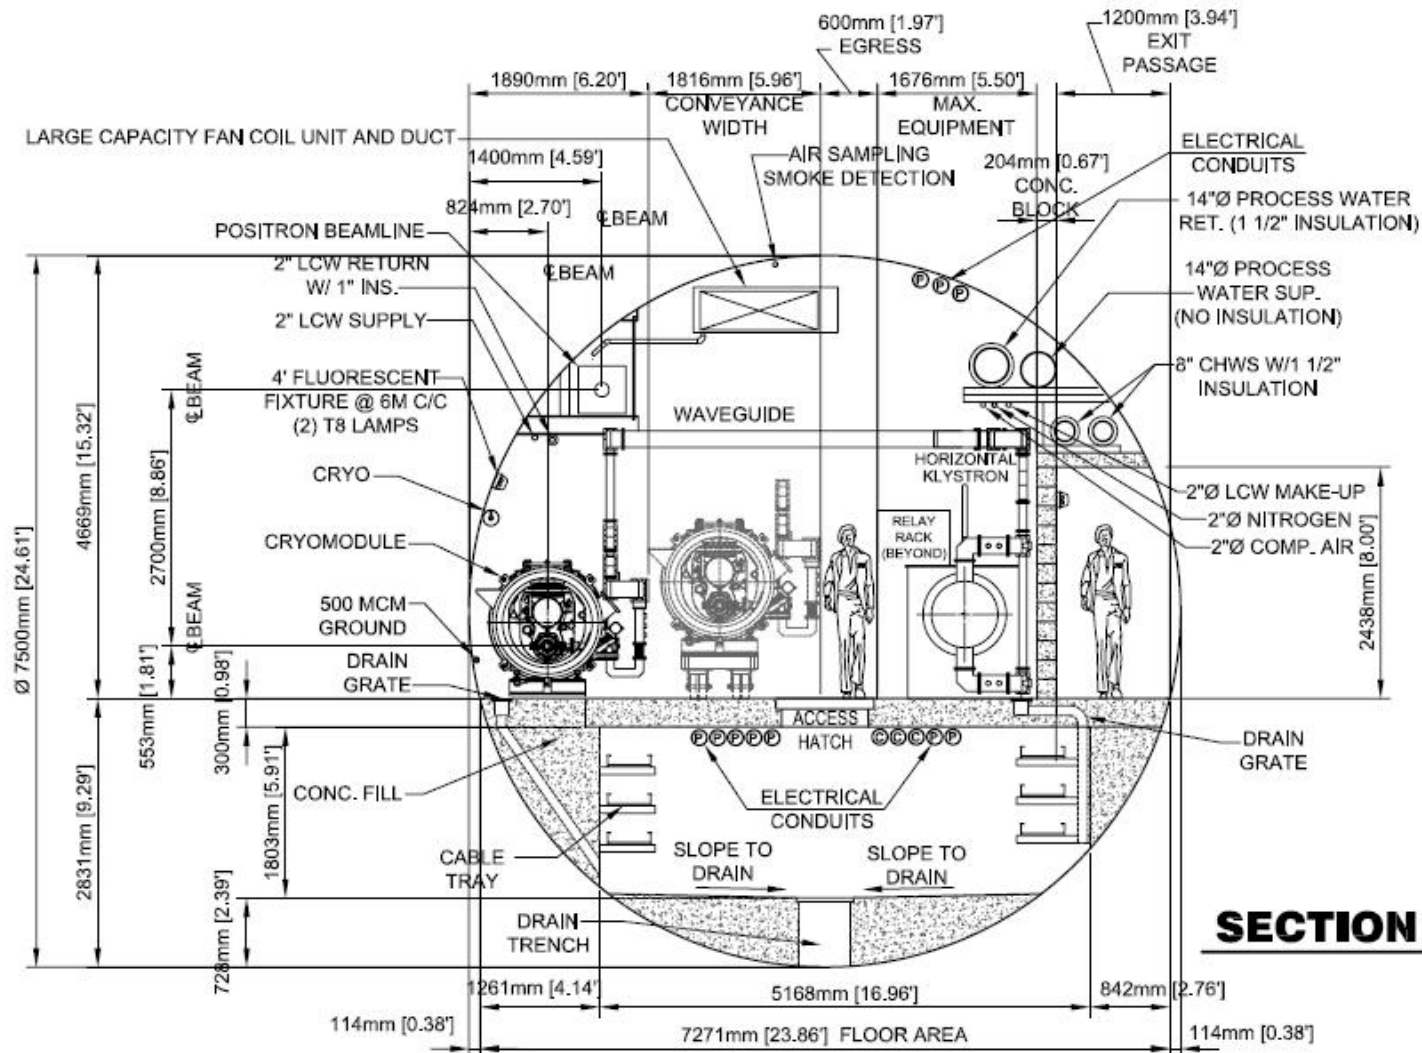 600mm [1.97']
EGRESS
1200mm [3.94']
EXIT
PASSAGE
1890mm [6.20']
1816mm [5.96']
CONVEYANCE
WIDTH
1676mm [5.50']
MAX.
EQUIPMENT
LARGE CAPACITY FAN COIL UNIT AND DUCT
1400mm [4.59']
AIR SAMPLING
SMOKE DETECTION
204mm [0.67']
CONC.
BLOCK
ELECTRICAL
CONDUITS
824mm [2.70']
℄BEAM
14"Ø PROCESS WATER
RET. (1 1/2" INSULATION)
POSITRON BEAMLINE
2" LCW RETURN
W/ 1" INS.
℄BEAM
14"Ø PROCESS
WATER SUP.
(NO INSULATION)
2" LCW SUPPLY
P P P
℄BEAM
4' FLUORESCENT
FIXTURE @ 6M C/C
(2) T8 LAMPS
8" CHWS W/1 1/2"
INSULATION
WAVEGUIDE
HORIZONTAL
KLYSTRON
CRYO
2"Ø LCW MAKE-UP
2"Ø NITROGEN
2"Ø COMP. AIR
RELAY
RACK
(BEYOND)
CRYOMODULE
4669mm [15.32']
2700mm [8.86']
2438mm [8.00']
Ø 7500mm [24.61']
℄BEAM
500 MCM
GROUND
DRAIN
GRATE
553mm [1.81']
300mm [0.98']
ACCESS
HATCH
P P P P P
C C C P P
DRAIN
GRATE
2831mm [9.29']
1803mm [5.91']
CONC. FILL
ELECTRICAL
CONDUITS
CABLE
TRAY
SLOPE TO
DRAIN
SLOPE TO
DRAIN
728mm [2.39']
DRAIN
TRENCH
SECTION
1261mm [4.14']
5168mm [16.96']
842mm [2.76']
114mm [0.38']
7271mm [23.86'] FLOOR AREA
114mm [0.38']